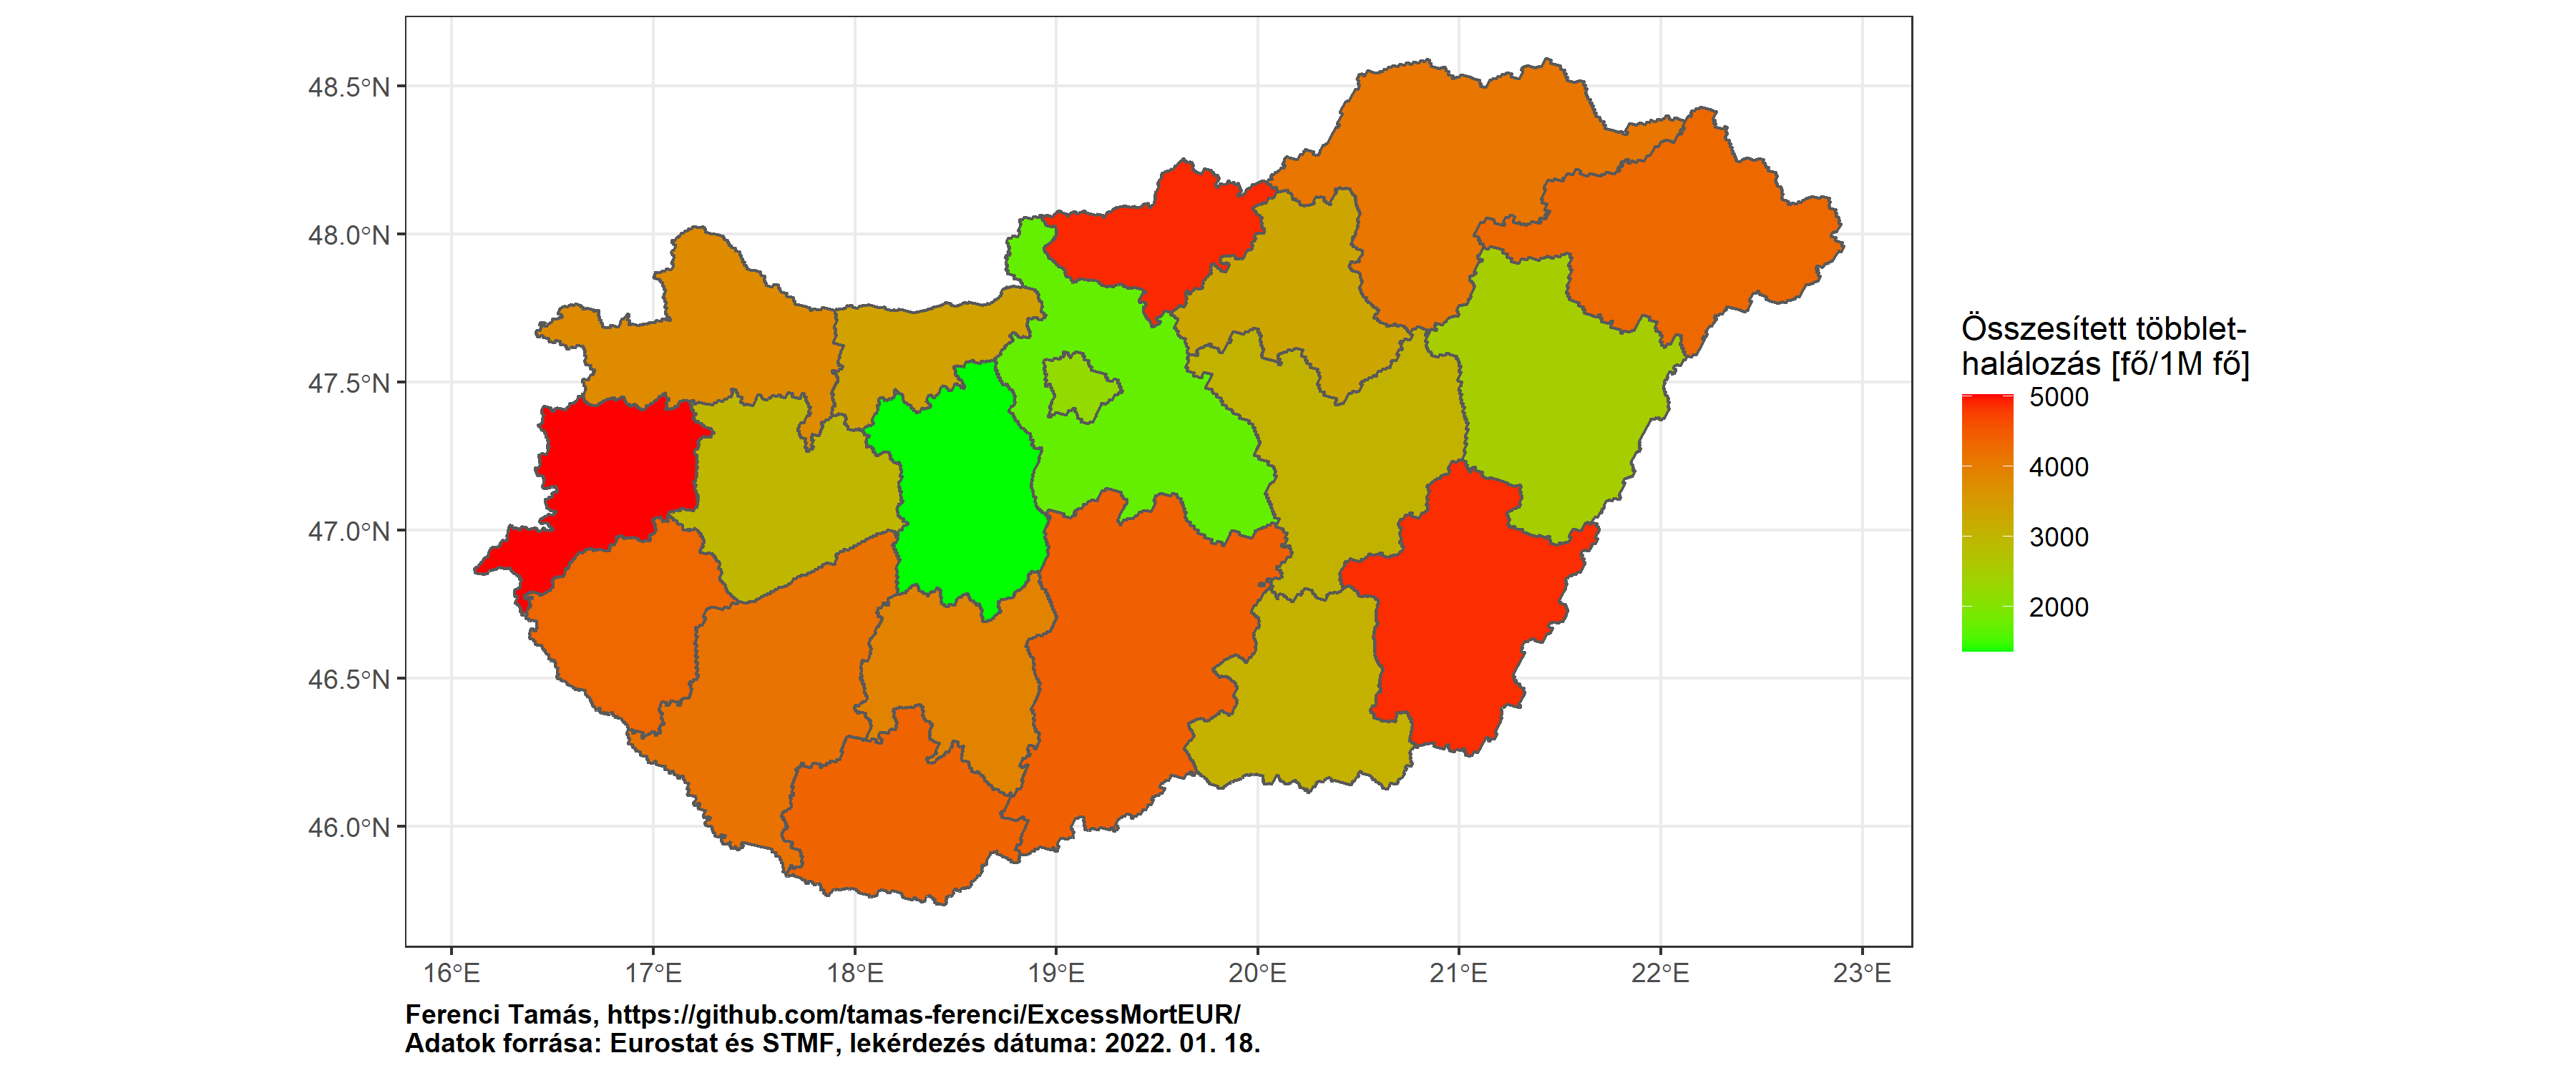 48.5°N
48.0°N
47.5°N
47.0°N
46.5°N
46.0°N
16°E 17°E 18°E 19°E 20°E 21°E 22°E 23°E
Összesített többlet-
halálozás [fő/1M fő]
5000
4000
3000
2000
Ferenci Tamás, https://github.com/tamas-ferenci/ExcessMortEUR/
Adatok forrása: Eurostat és STMF, lekérdezés dátuma: 2022. 01. 18.